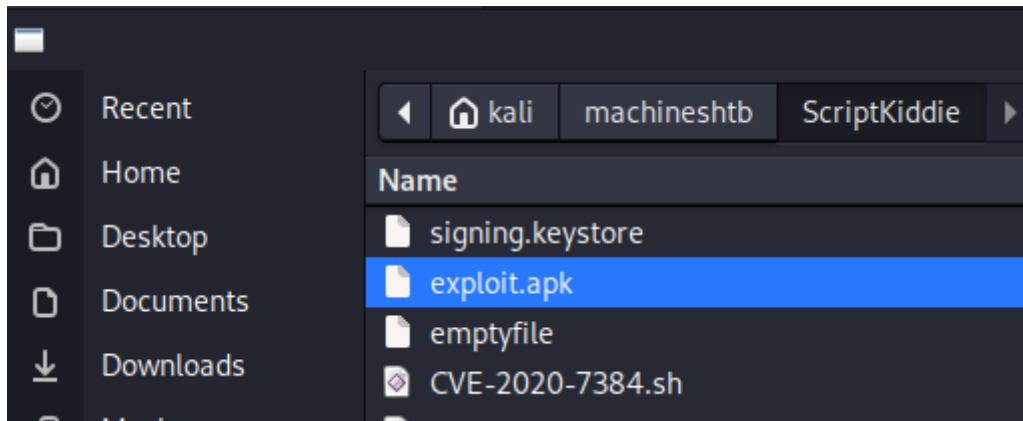 Recent
Home
Desktop
Documents
Downloads
kali machineshtb ScriptKiddie
Name
signing.keystore
exploit.apk
emptyfile
CVE-2020-7384.sh